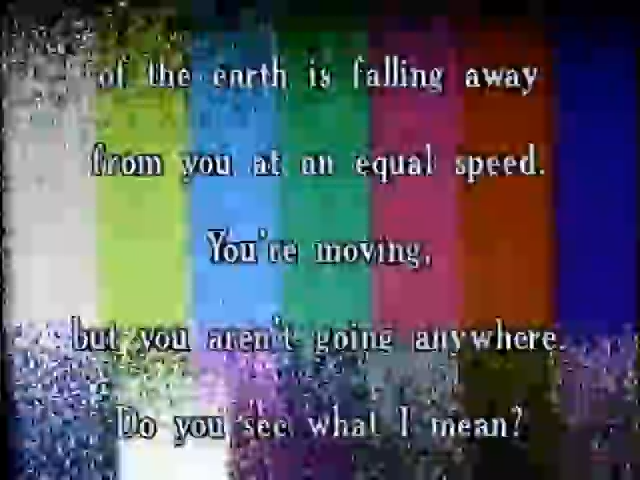 of the earth is falling away
from you at an equal speed.
You're moving,
but you aren't going anywhere.
Do you see what I mean?